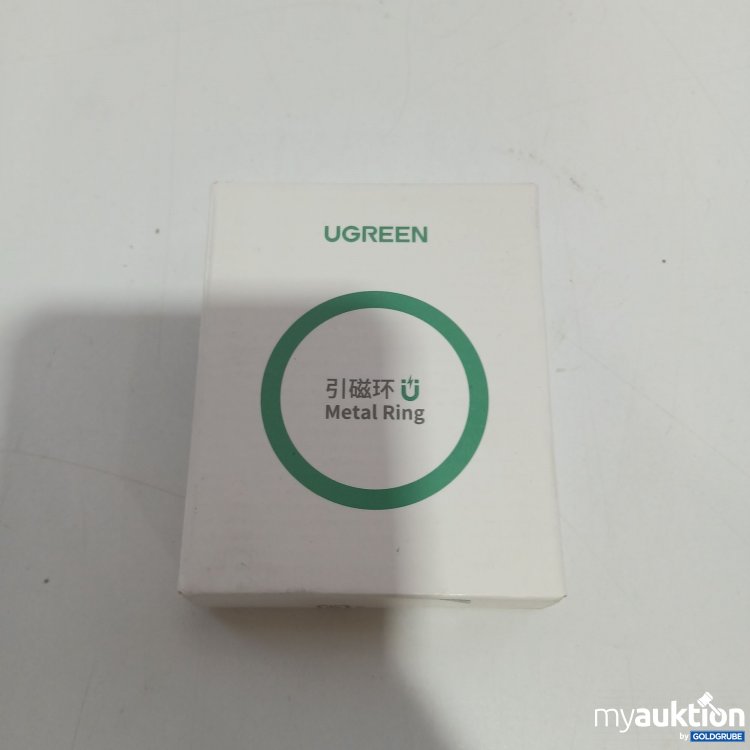 UGREEN
引磁环
Metal Ring
myauktion
by GOLDGRUBE